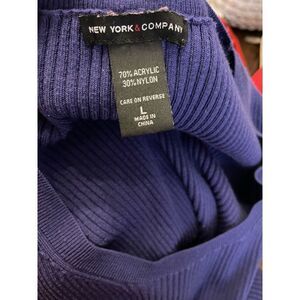 NEW YORK&COMPANY
70% ACRYLIC
30% NYLON
CARE ON REVERSE
L
MADE IN
CHINA